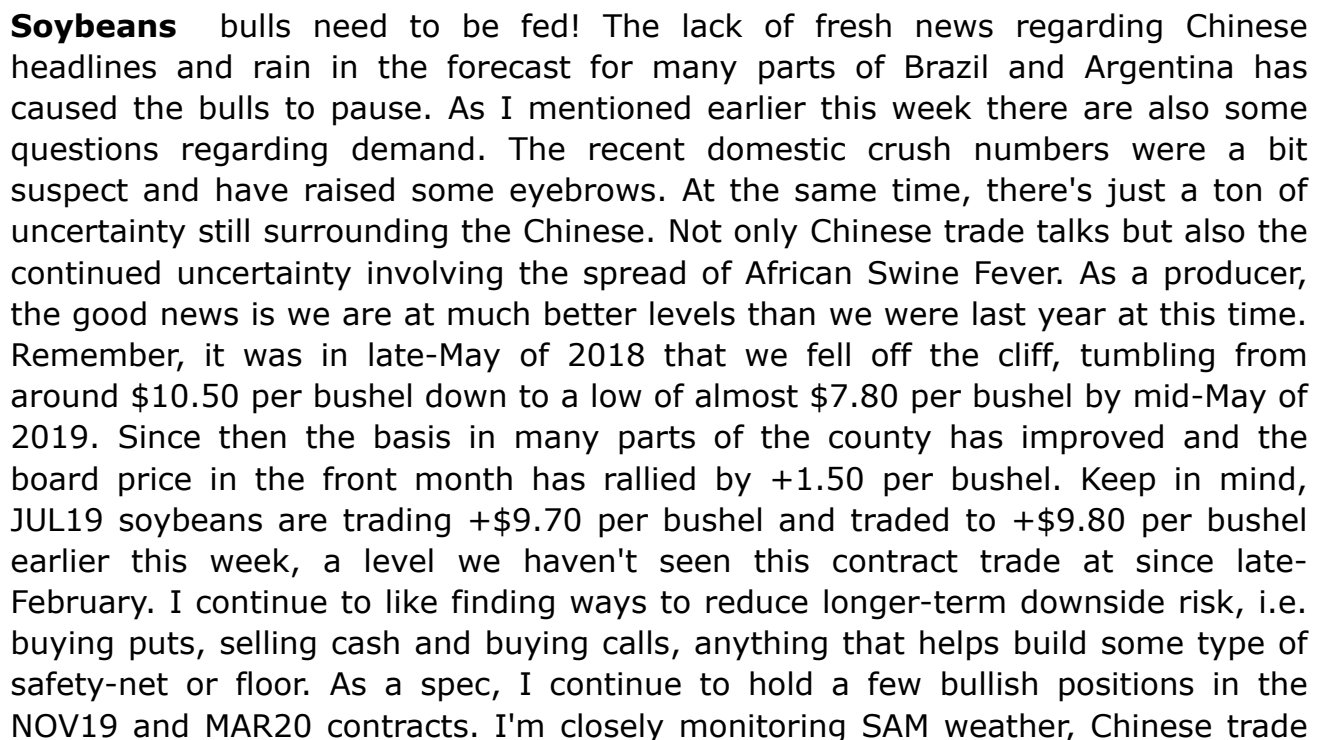 Soybeans bulls need to be fed! The lack of fresh news regarding Chinese
headlines and rain in the forecast for many parts of Brazil and Argentina has
caused the bulls to pause. As I mentioned earlier this week there are also some
questions regarding demand. The recent domestic crush numbers were a bit
suspect and have raised some eyebrows. At the same time, there's just a ton of
uncertainty still surrounding the Chinese. Not only Chinese trade talks but also the
continued uncertainty involving the spread of African Swine Fever. As a producer,
the good news is we are at much better levels than we were last year at this time.
Remember, it was in late-May of 2018 that we fell off the cliff, tumbling from
around $10.50 per bushel down to a low of almost $7.80 per bushel by mid-May of
2019. Since then the basis in many parts of the county has improved and the
board price in the front month has rallied by +1.50 per bushel. Keep in mind,
JUL19 soybeans are trading +$9.70 per bushel and traded to +$9.80 per bushel
earlier this week, a level we haven't seen this contract trade at since late-
February. I continue to like finding ways to reduce longer-term downside risk, i.e.
buying puts, selling cash and buying calls, anything that helps build some type of
safety-net or floor. As a spec, I continue to hold a few bullish positions in the
NOV19 and MAR20 contracts. I'm closely monitoring SAM weather, Chinese trade